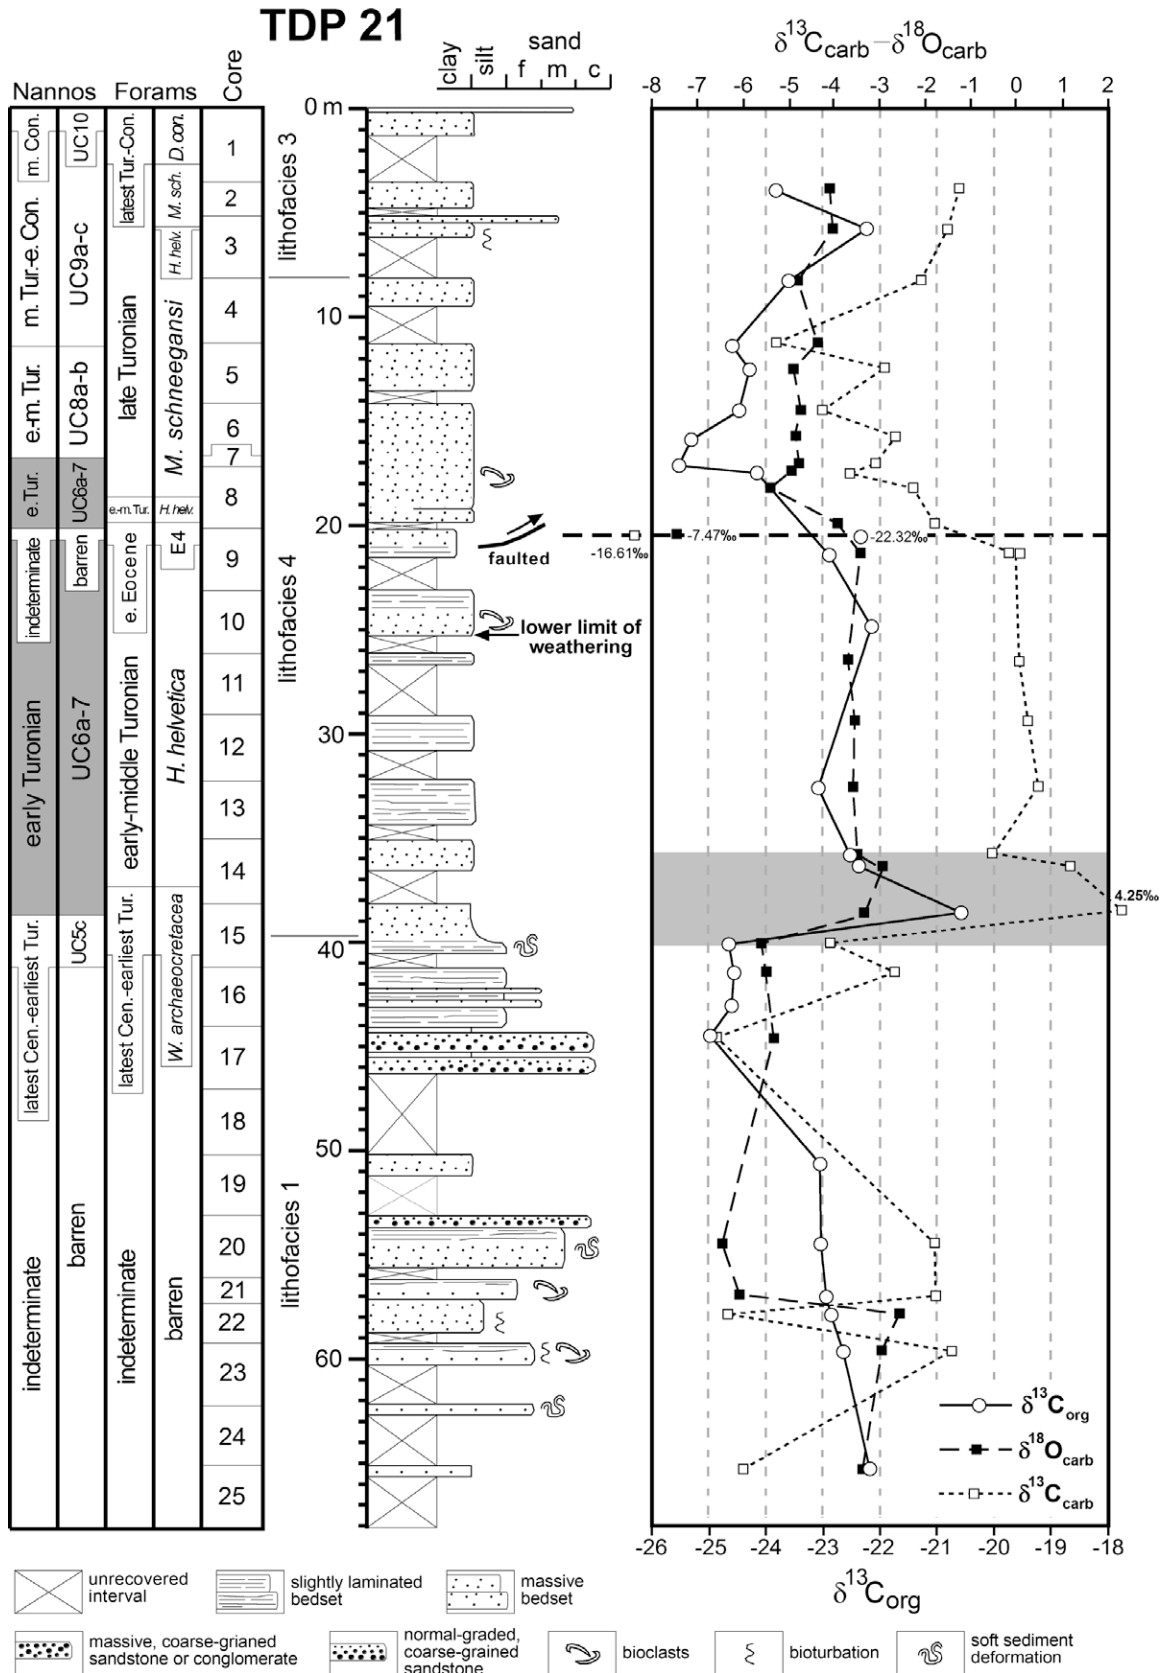 TDP 21
Nannos
Forams
Core
clay
silt
sand
f
m
c
δ13Ccarb–δ18Ocarb
-8
-7
-6
-5
-4
-3
-2
-1
0
1
2
m. Con.
m. Tur.-e. Con.
e.-m. Tur.
e. Tur.
indeterminate
early Turonian
latest Cen.-earliest Tur.
indeterminate
UC10
UC9a-c
UC8a-b
UC6a-7
barren
UC6a-7
UC5c
barren
latest Tur.-Con.
late Turonian
e.-m. Tur.
e. Eocene
early-middle Turonian
latest Cen.-earliest Tur.
indeterminate
D. con.
M. sch.
H. helv.
M. schneegansi
H. helv.
E4
H. helvetica
W. archaeocretacea
barren
1
2
3
4
5
6
7
8
9
10
11
12
13
14
15
16
17
18
19
20
21
22
23
24
25
lithofacies 3
lithofacies 4
lithofacies 1
0 m
10
20
30
40
50
60
faulted
lower limit of
weathering
-16.61‰
-7.47‰
-22.32‰
4.25‰
δ13Corg
δ18Ocarb
δ13Ccarb
-26
-25
-24
-23
-22
-21
-20
-19
-18
δ13Corg
unrecovered
interval
slightly laminated
bedset
massive
bedset
massive, coarse-grianed
sandstone or conglomerate
normal-graded,
coarse-grained
sandstone
bioclasts
bioturbation
soft sediment
deformation